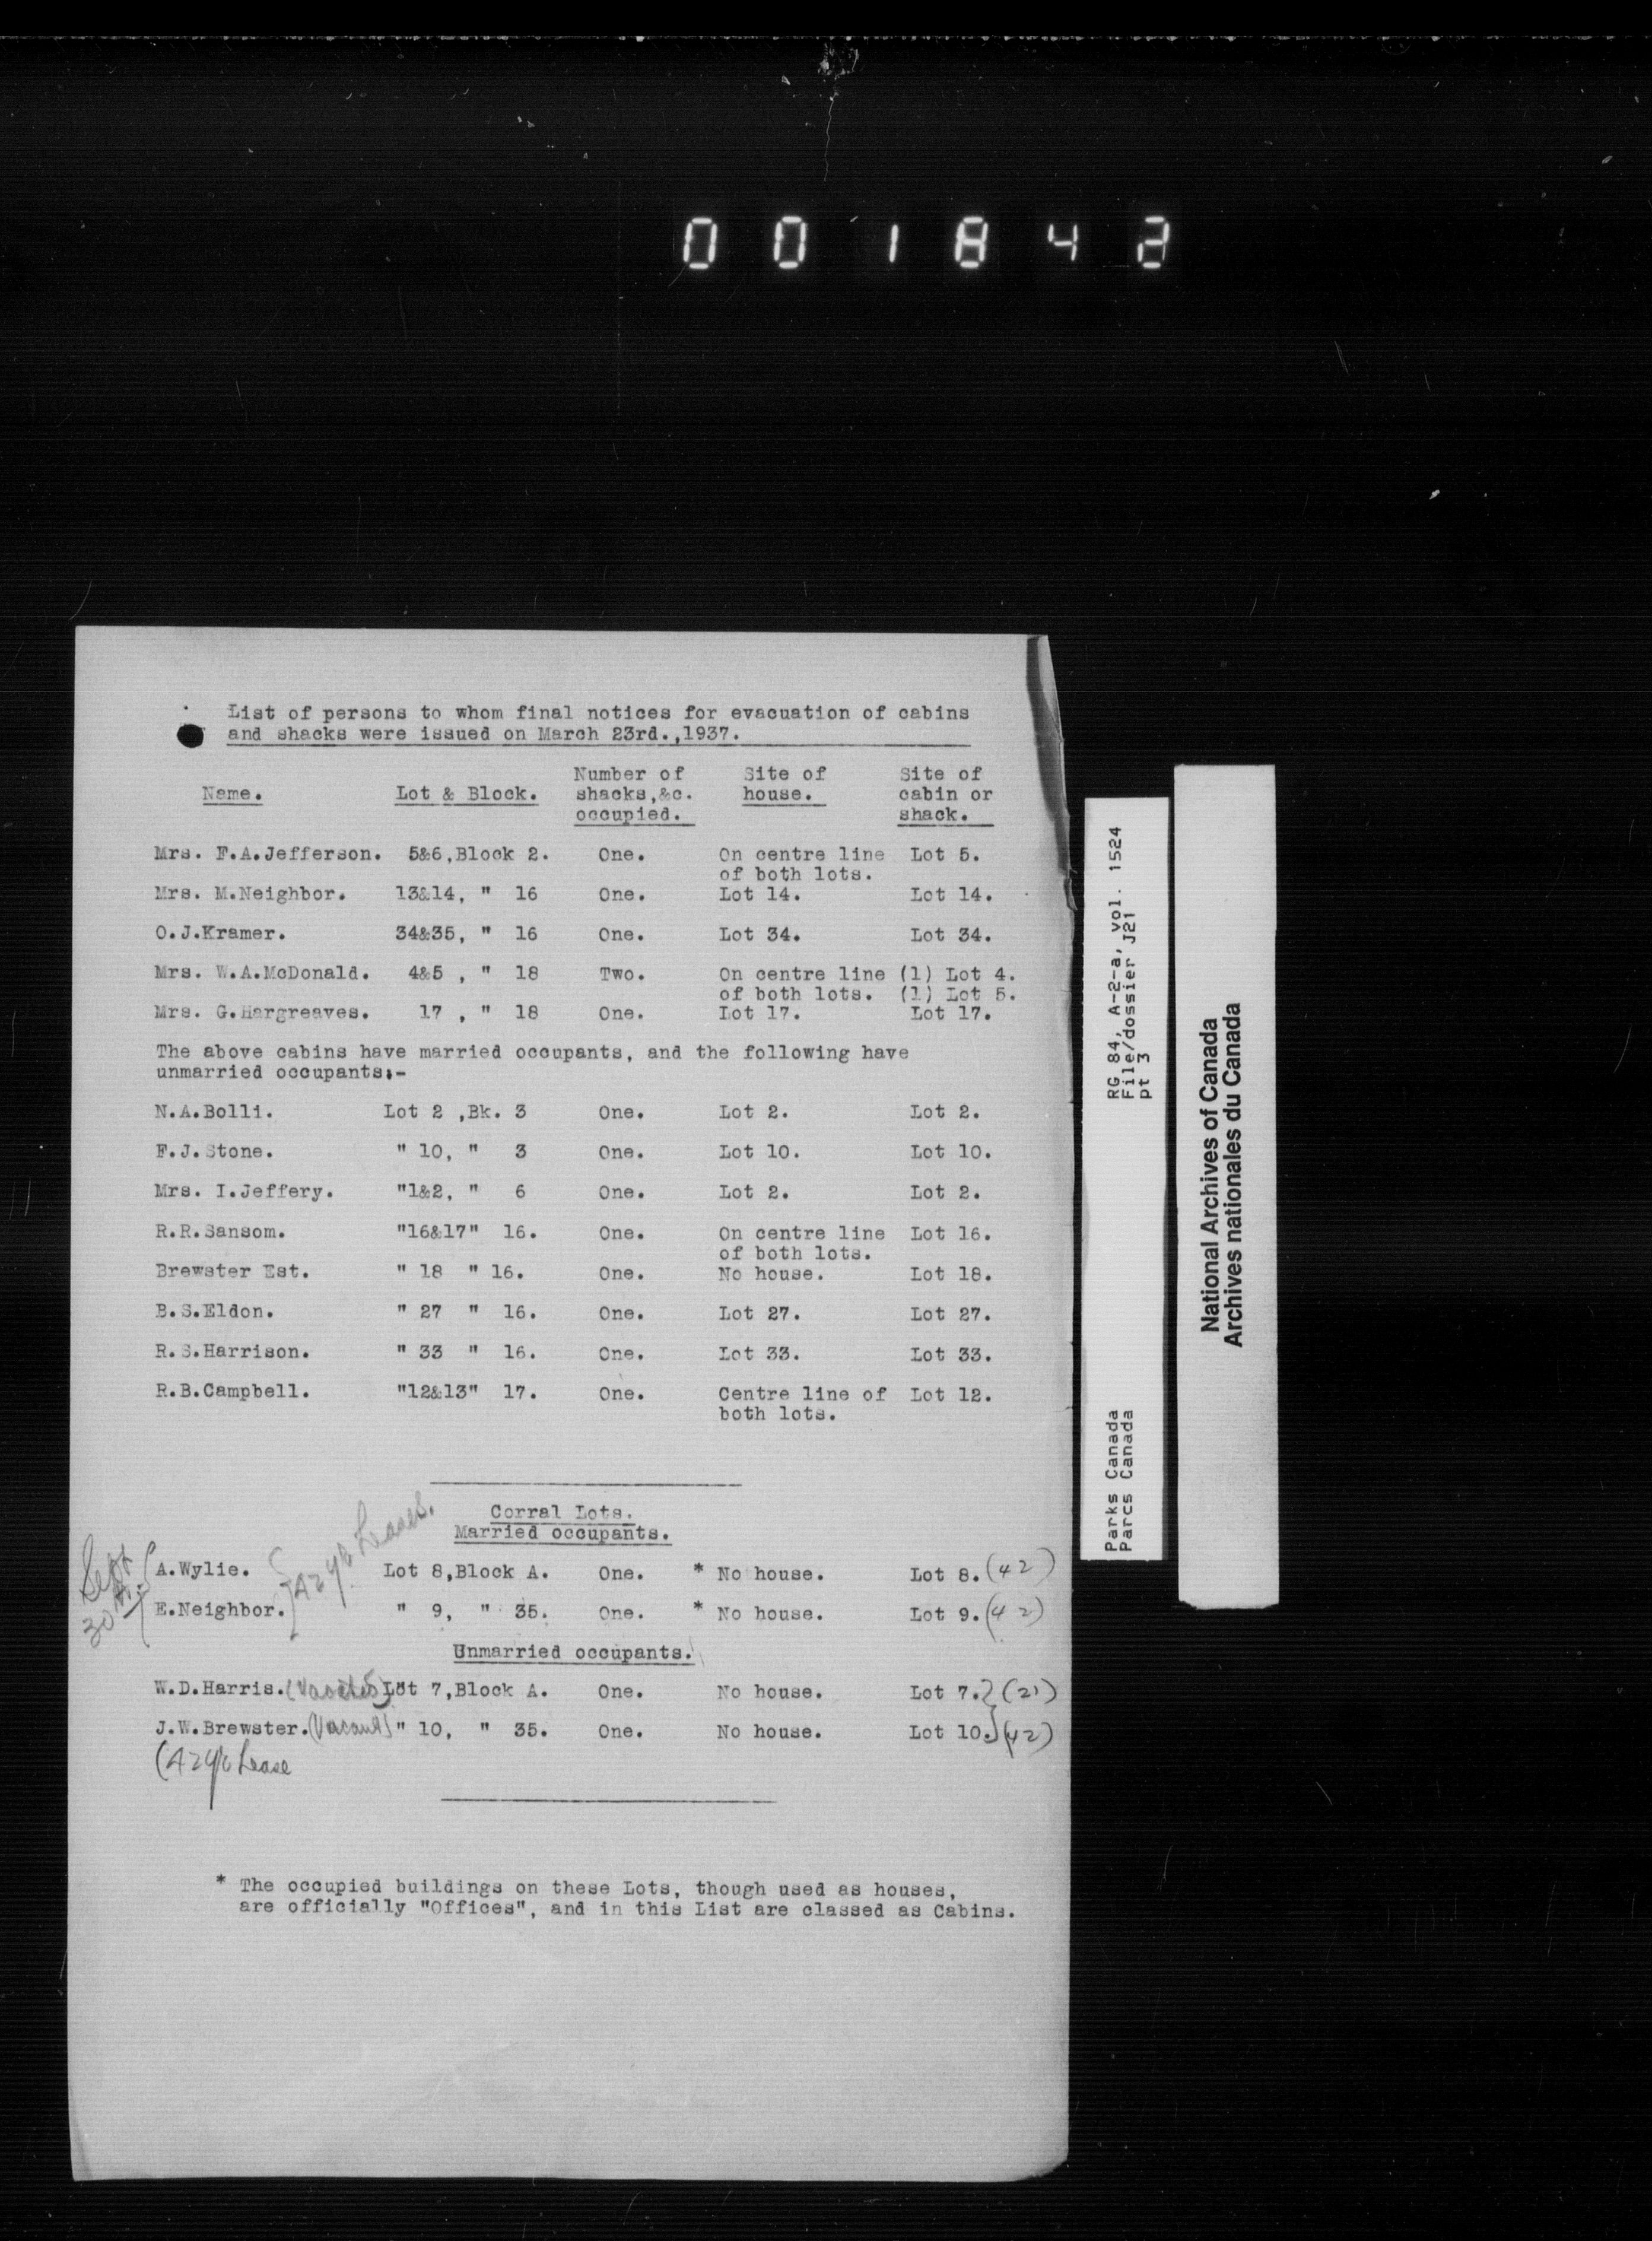 001842
List of persons to whom final notices for evacuation of cabins
and shacks were issued on March 23rd.,1937.
Name. Lot & Block. Number of shacks,&c. occupied. Site of house. Site of cabin or shack.
Mrs. F.A.Jefferson. 5&6,Block 2. One. On centre line Lot 5.
of both lots.
Mrs. M.Neighbor. 13&14, " 16 One. Lot 14. Lot 14.
O.J.Kramer. 34&35, " 16 One. Lot 34. Lot 34.
Mrs. W.A.McDonald. 4&5 , " 18 Two. On centre line (1) Lot 4.
of both lots. (1) Lot 5.
Mrs. G.Hargreaves. 17 , " 18 One. Lot 17. Lot 17.
The above cabins have married occupants, and the following have
unmarried occupants:-
N.A.Bolli. Lot 2 ,Bk. 3 One. Lot 2. Lot 2.
F.J.Stone. " 10, " 3 One. Lot 10. Lot 10.
Mrs. I.Jeffery. "1&2, " 6 One. Lot 2. Lot 2.
R.R.Sansom. "16&17" 16. One. On centre line Lot 16.
of both lots.
Brewster Est. " 18 " 16. One. No house. Lot 18.
B.S.Eldon. " 27 " 16. One. Lot 27. Lot 27.
R.S.Harrison. " 33 " 16. One. Lot 33. Lot 33.
R.B.Campbell. "12&13" 17. One. Centre line of Lot 12.
both lots.
Corral Lots.
Married occupants.
Sept 30th. 42 yr Leases.
A.Wylie. Lot 8,Block A. One. * No house. Lot 8. (42)
E.Neighbor. " 9, " 35. One. * No house. Lot 9. (42)
Unmarried occupants.
W.D.Harris. Lot 7,Block A. One. No house. Lot 7. (21)
J.W.Brewster. (Vacant) " 10, " 35. One. No house. Lot 10. (42)
(42 yr Lease
* The occupied buildings on these Lots, though used as houses,
are officially "Offices", and in this List are classed as Cabins.
Parks Canada RG 84, A-2-a, vol. 1524
Parcs Canada File/dossier J21
pt 3
National Archives of Canada
Archives nationales du Canada